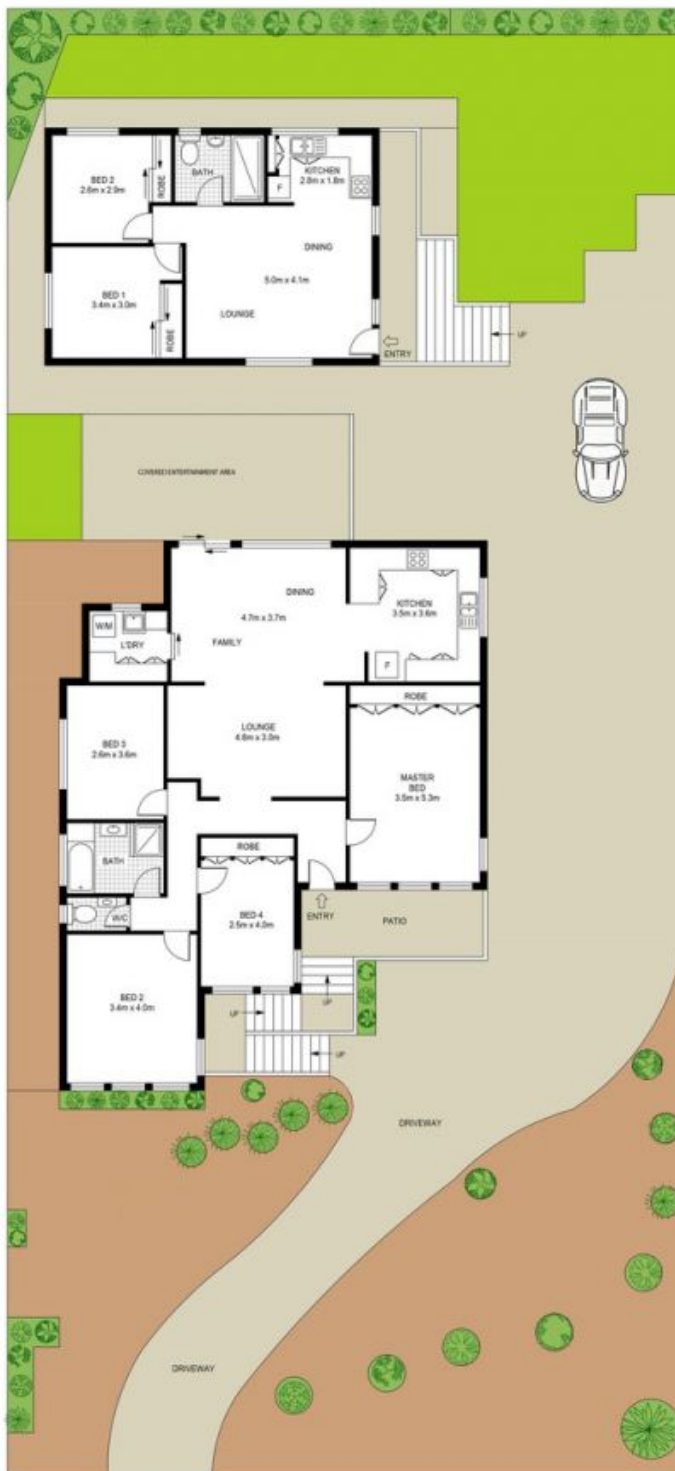 BED 2
2.6m x 2.9m
ROBE
BATH
KITCHEN
2.8m x 1.8m
F
DINING
5.0m x 4.1m
BED 1
3.4m x 3.0m
ROBE
LOUNGE
UP
ENTRY
COVERED ENTERTAINMENT AREA
DINING
4.7m x 3.7m
KITCHEN
3.5m x 3.6m
W/M
L'DRY
FAMILY
F
ROBE
LOUNGE
4.8m x 3.0m
BED 3
2.6m x 3.6m
MASTER
BED
3.5m x 5.3m
ROBE
BATH
BED 4
2.5m x 4.0m
W/C
ENTRY
PATIO
BED 2
3.4m x 4.0m
UP
UP
UP
DRIVEWAY
DRIVEWAY